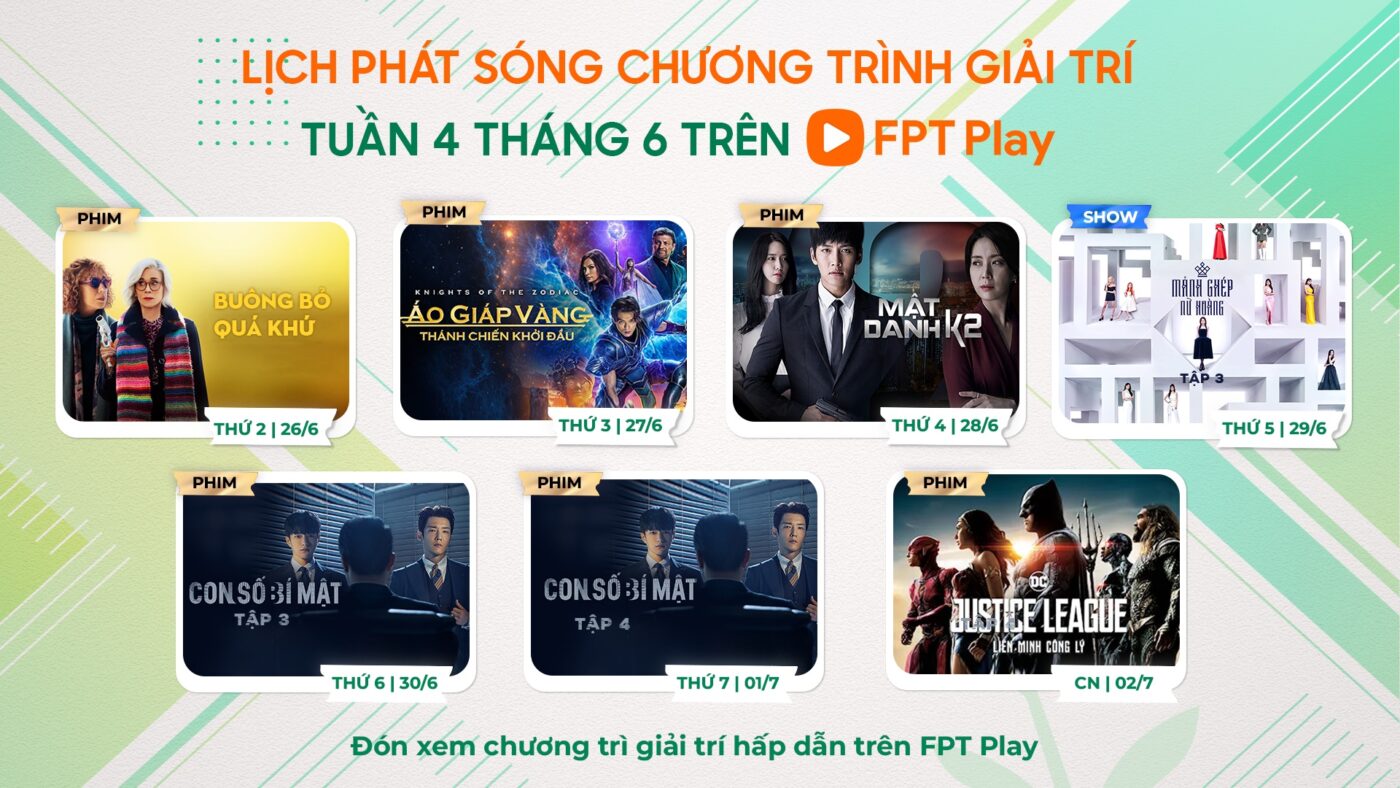 LỊCH PHÁT SÓNG CHƯƠNG TRÌNH GIẢI TRÍ
TUẦN 4 THÁNG 6 TRÊN FPT Play
PHIM
BUÔNG BỎ
QUÁ KHỨ
THỨ 2 | 26/6
PHIM
KNIGHTS OF THE ZODIAC
ÁO GIÁP VÀNG
THÁNH CHIẾN KHỞI ĐẦU
THỨ 3 | 27/6
PHIM
MẬT
DANH K2
THỨ 4 | 28/6
SHOW
MẢNH GHÉP
NỮ HOÀNG
TẬP 3
THỨ 5 | 29/6
PHIM
CON SỐ BÍ MẬT
TẬP 3
THỨ 6 | 30/6
PHIM
CON SỐ BÍ MẬT
TẬP 4
THỨ 7 | 01/7
PHIM
DC
JUSTICE LEAGUE
LIÊN MINH CÔNG LÝ
CN | 02/7
Đón xem chương trì giải trí hấp dẫn trên FPT Play